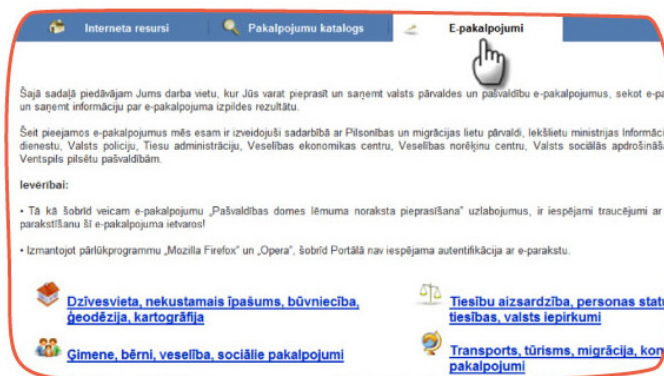 Interneta resursi Pakalpojumu katalogs E-pakalpojumi
Šajā sadaļā piedāvājam Jums darba vietu, kur Jūs varat pieprasīt un saņemt valsts pārvaldes un pašvaldību e-pakalpojumus, sekot e-pa
un saņemt informāciju par e-pakalpojuma izpildes rezultātu.
Šeit pieejamos e-pakalpojumus mēs esam ir izveidojuši sadarbībā ar Pilsonības un migrācijas lietu pārvaldi, Iekšlietu ministrijas Informāci
dienestu, Valsts policiju, Tiesu administrāciju, Veselības ekonomikas centru, Veselības norēķinu centru, Valsts sociālās apdrošināša
Ventspils pilsētu pašvaldībām.
Ievērībai:
• Tā kā šobrīd veicam e-pakalpojumu „Pašvaldības domes lēmuma noraksta pieprasīšana” uzlabojumus, ir iespējami traucējumi ar
parakstīšanu šī e-pakalpojuma ietvaros!
• Izmantojot pārlūkprogrammu „Mozilla Firefox” un „Opera”, šobrīd Portālā nav iespējama autentifikācija ar e-parakstu.
Dzīvesvieta, nekustamais īpašums, būvniecība,
ģeodēzija, kartogrāfija
Tiesību aizsardzība, personas statu
tiesības, valsts iepirkumi
Ģimene, bērni, veselība, sociālie pakalpojumi
Transports, tūrisms, migrācija, kon
pakalpojumi